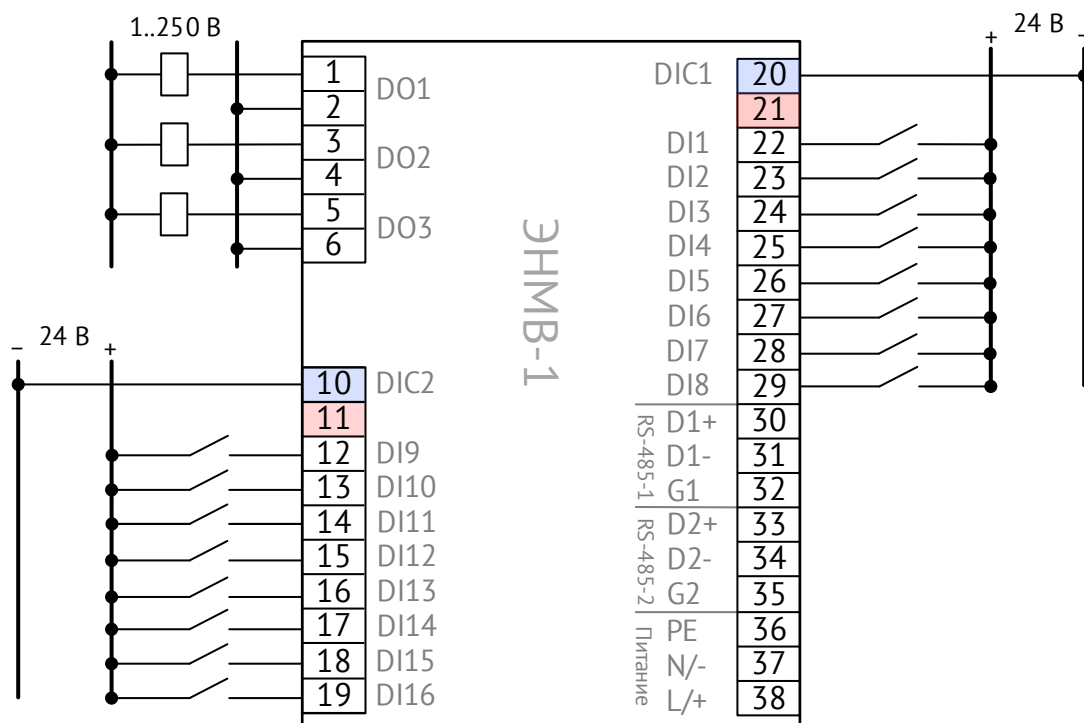 1..250 В
1 DO1
2
3 DO2
4
5 DO3
6
- 24 В +
10 DIC2
11
12 DI9
13 DI10
14 DI11
15 DI12
16 DI13
17 DI14
18 DI15
19 DI16
ЭНМВ-1
+ 24 В -
DIC1 20
21
DI1 22
DI2 23
DI3 24
DI4 25
DI5 26
DI6 27
DI7 28
DI8 29
RS-485-1
D1+ 30
D1- 31
G1 32
RS-485-2
D2+ 33
D2- 34
G2 35
Питание
PE 36
N/- 37
L/+ 38